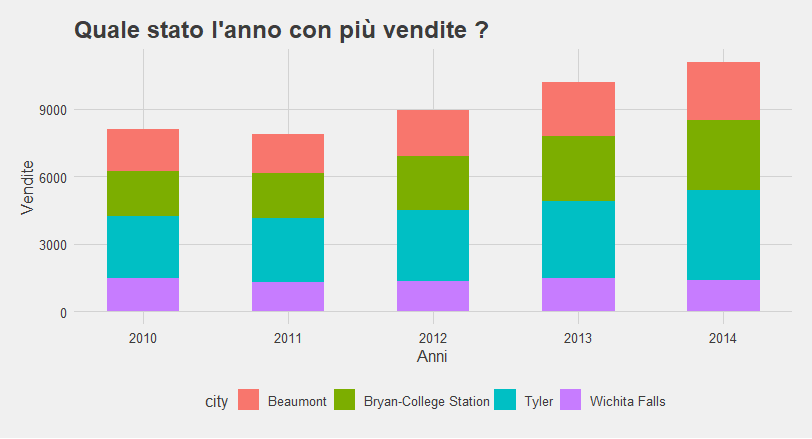 Quale stato l'anno con più vendite ?
Vendite
9000
6000
3000
0
2010 2011 2012 2013 2014
Anni
city Beaumont Bryan-College Station Tyler Wichita Falls